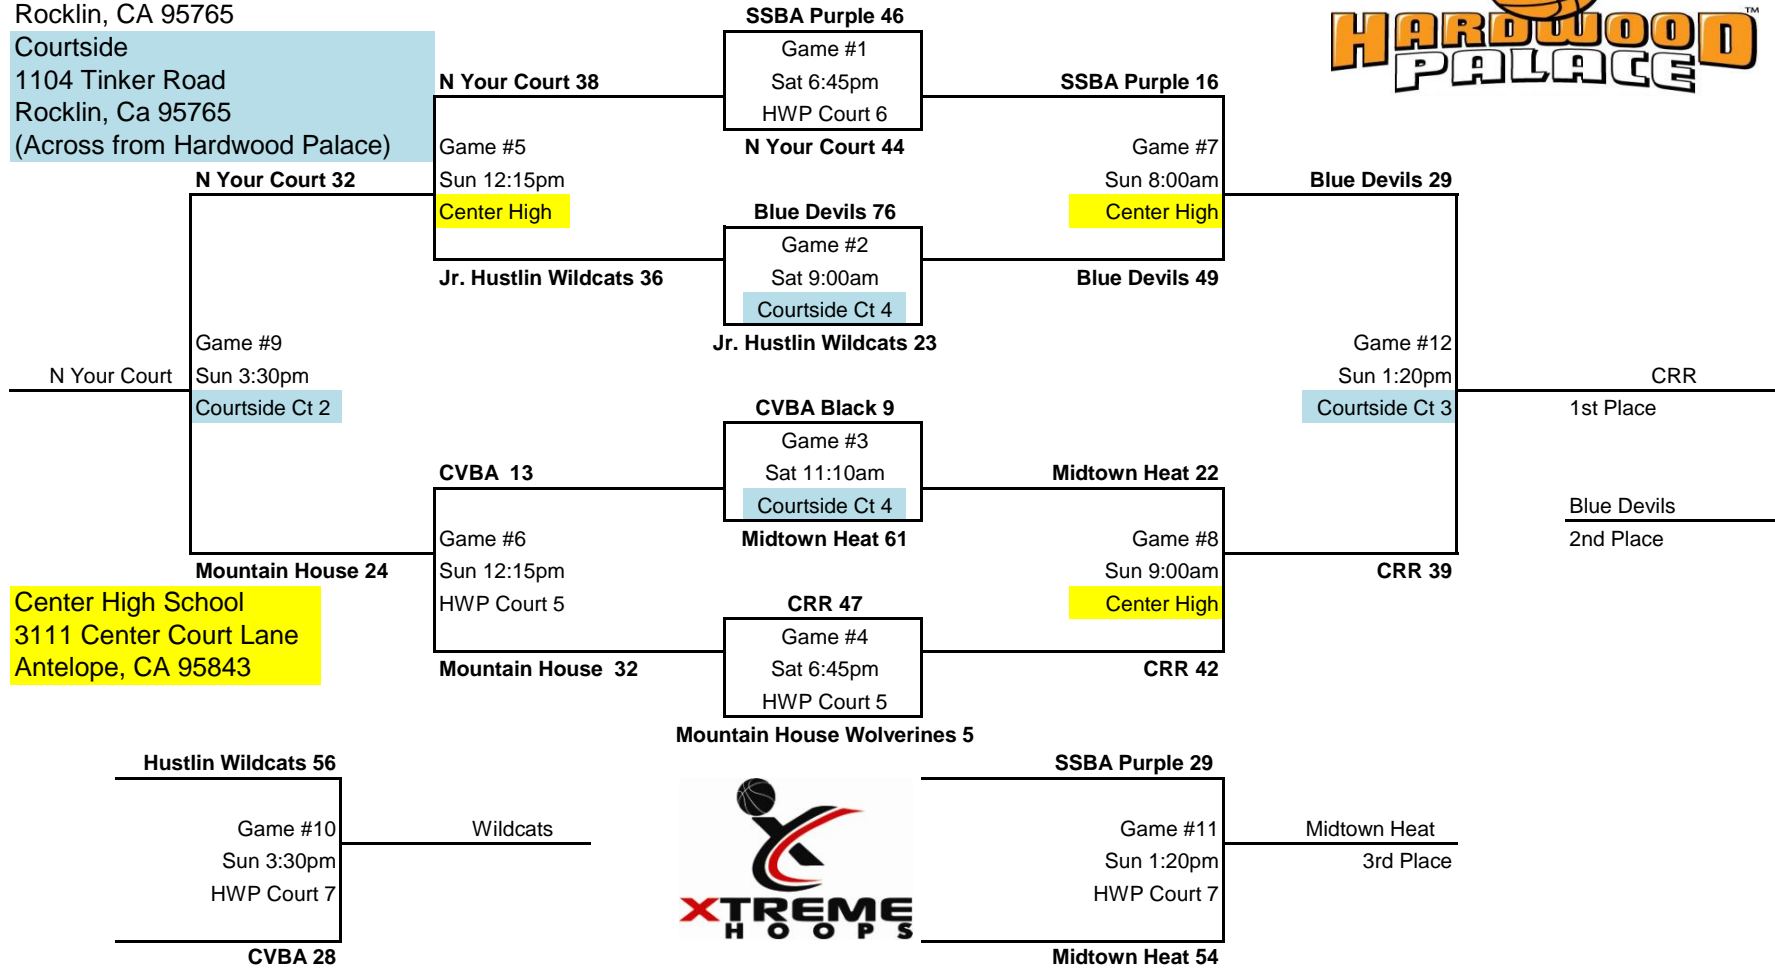 Rocklin, CA 95765
Courtside
1104 Tinker Road
Rocklin, Ca 95765
(Across from Hardwood Palace)
HARDWOOD
PALACE
TM
SSBA Purple 46
Game #1
Sat 6:45pm
HWP Court 6
N Your Court 44
N Your Court 38
Game #5
Sun 12:15pm
Center High
Jr. Hustlin Wildcats 36
SSBA Purple 16
Game #7
Sun 8:00am
Center High
Blue Devils 49
Blue Devils 76
Game #2
Sat 9:00am
Courtside Ct 4
Jr. Hustlin Wildcats 23
N Your Court 32
Game #9
Sun 3:30pm
Courtside Ct 2
Mountain House 24
N Your Court
Blue Devils 29
Game #12
Sun 1:20pm
Courtside Ct 3
CRR 39
CRR
1st Place
Blue Devils
2nd Place
CVBA Black 9
Game #3
Sat 11:10am
Courtside Ct 4
Midtown Heat 61
CVBA  13
Game #6
Sun 12:15pm
HWP Court 5
Mountain House  32
Midtown Heat 22
Game #8
Sun 9:00am
Center High
CRR 42
CRR 47
Game #4
Sat 6:45pm
HWP Court 5
Mountain House Wolverines 5
Center High School
3111 Center Court Lane
Antelope, CA 95843
Hustlin Wildcats 56
Game #10
Sun 3:30pm
HWP Court 7
CVBA 28
Wildcats
XTREME
HOOPS
SSBA Purple 29
Game #11
Sun 1:20pm
HWP Court 7
Midtown Heat 54
Midtown Heat
3rd Place